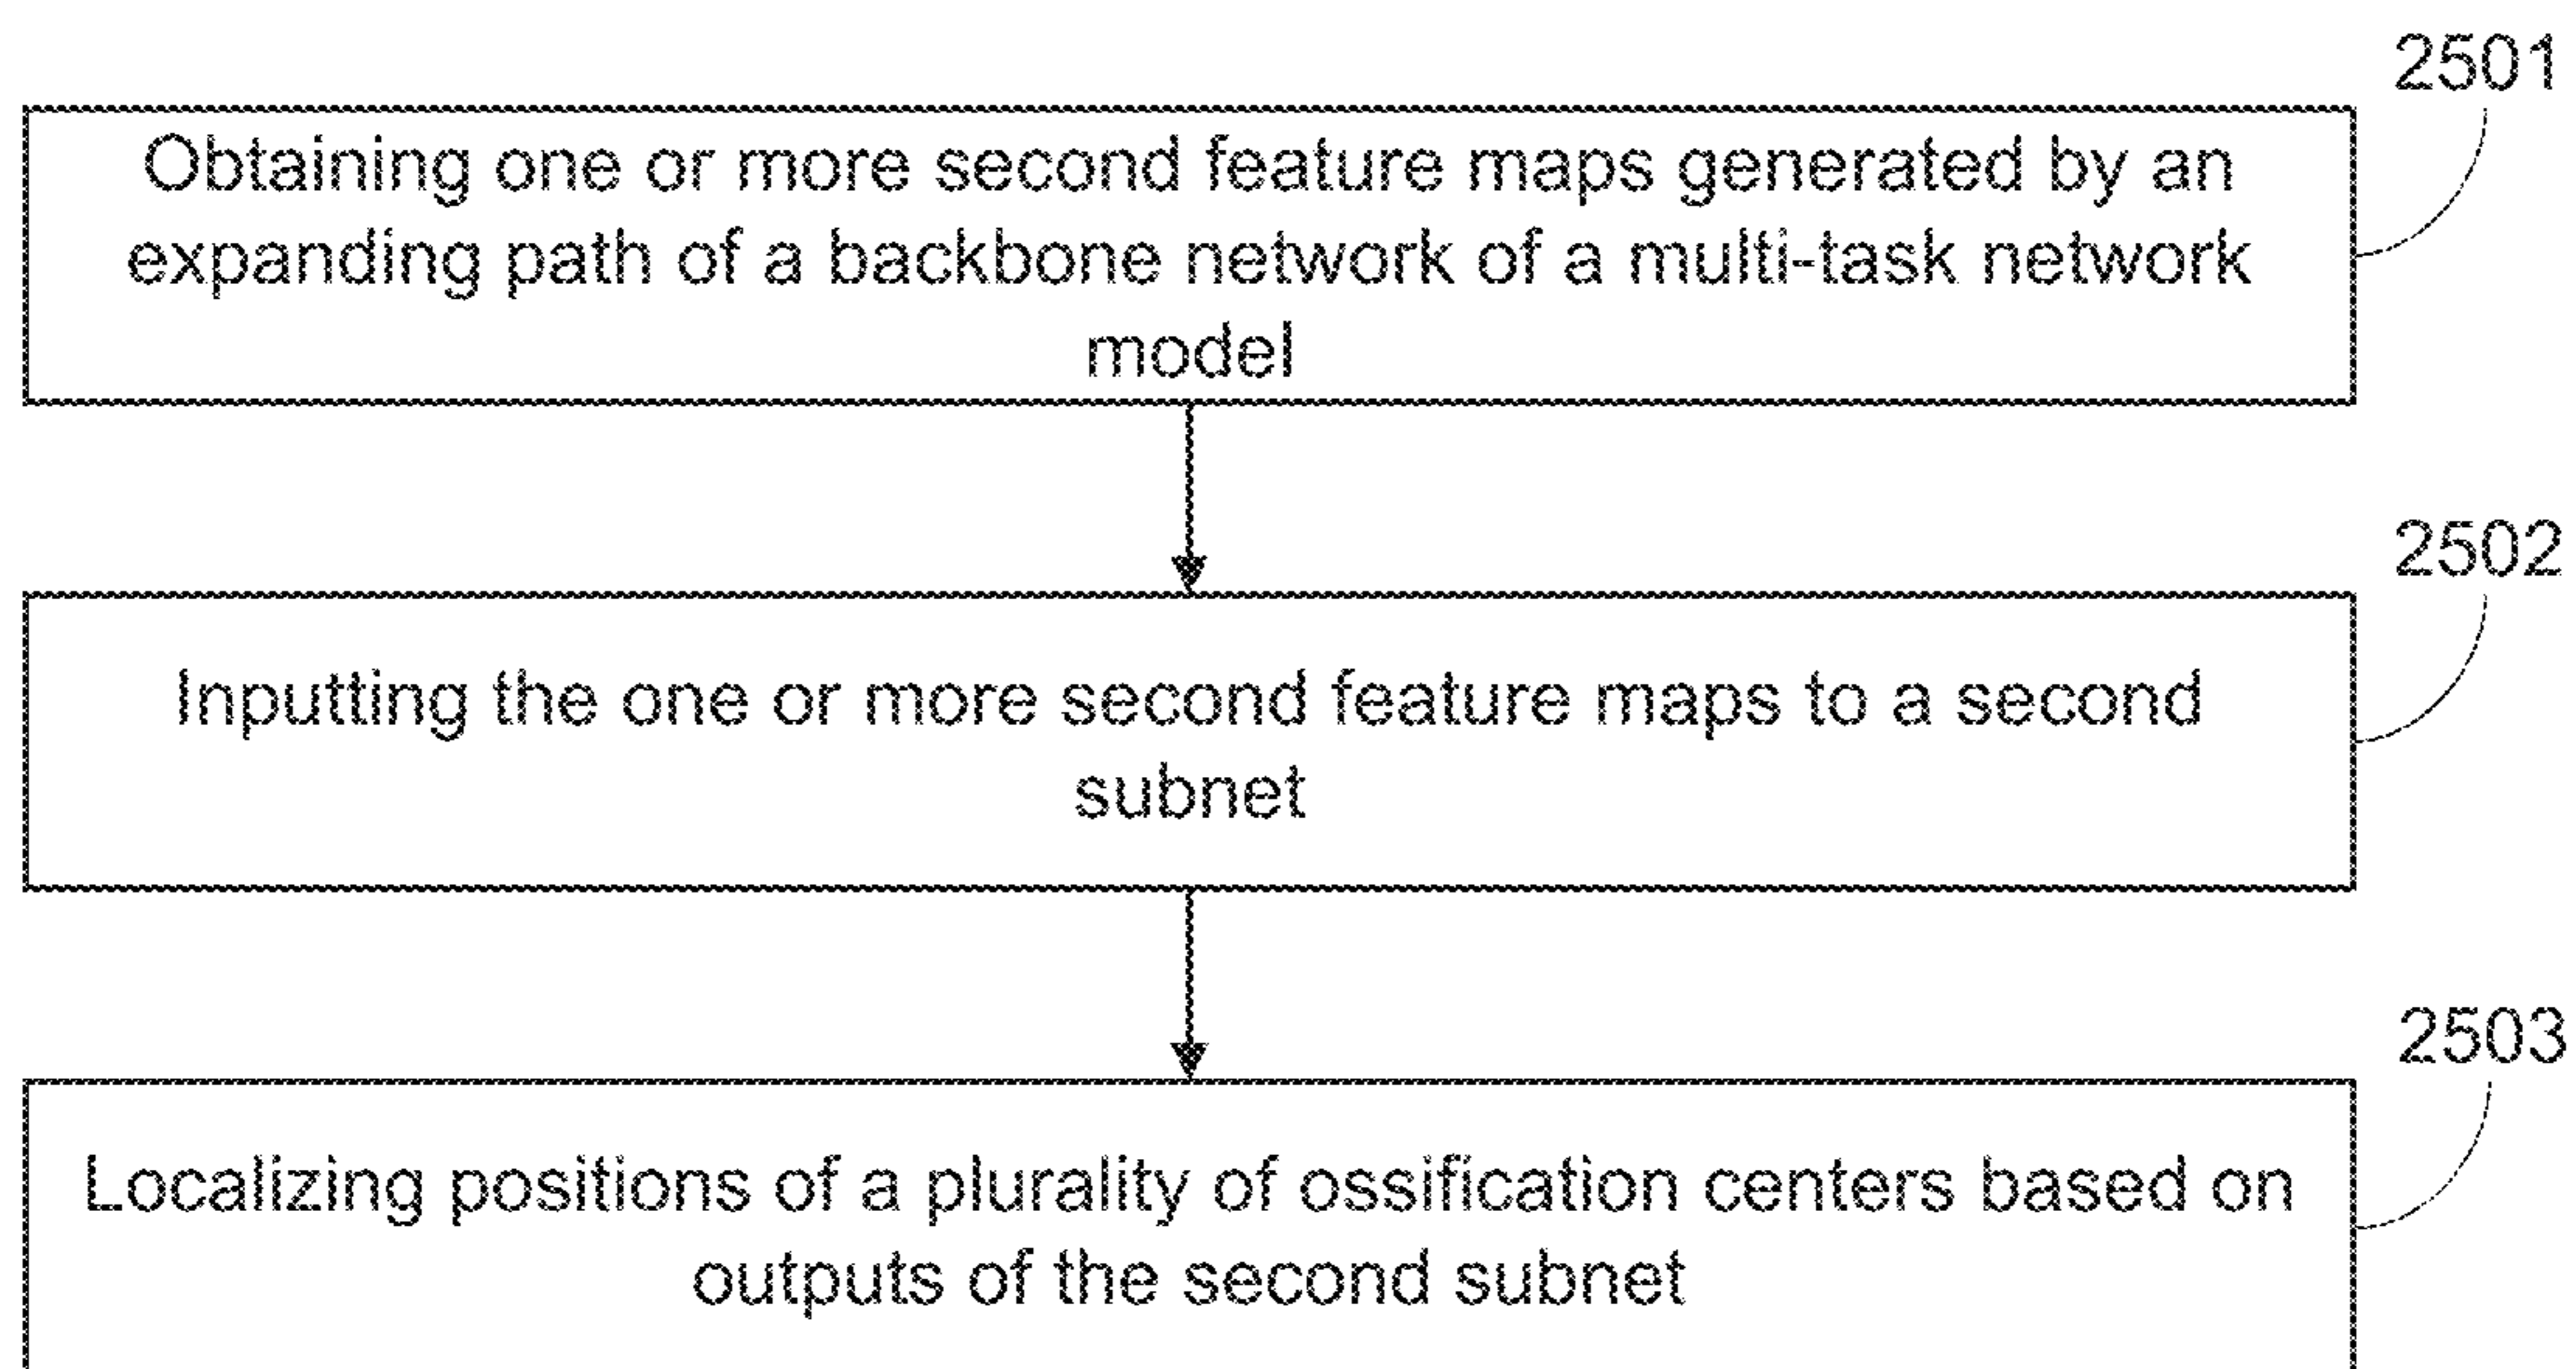 2501
Obtaining one or more second feature maps generated by an
expanding path of a backbone network of a multi-task network
model
2502
Inputting the one or more second feature maps to a second
subnet
2503
Localizing positions of a plurality of ossification centers based on
outputs of the second subnet